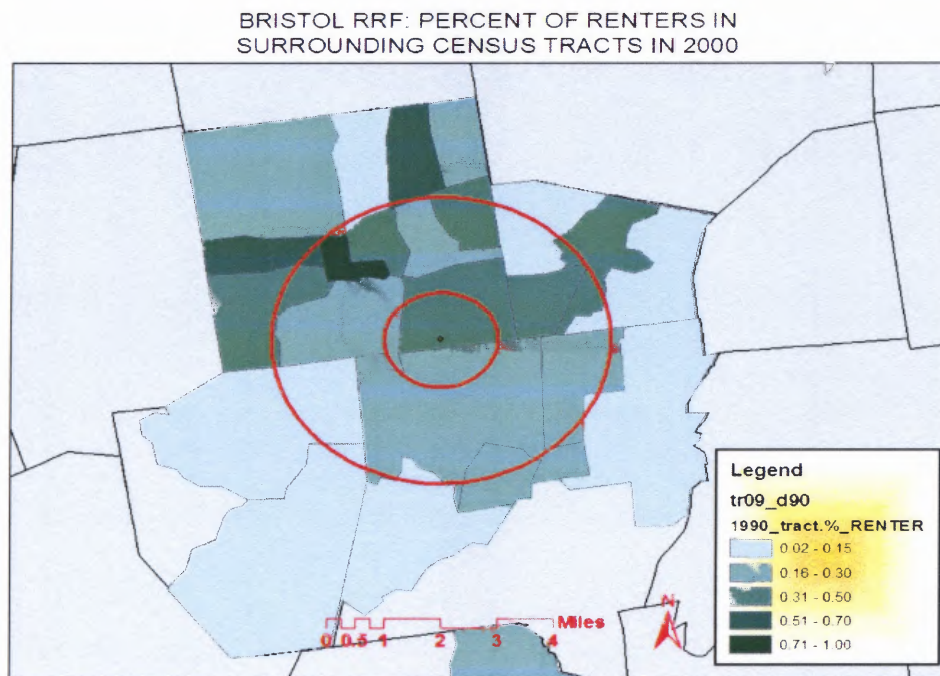 BRISTOL RRF: PERCENT OF RENTERS IN
SURROUNDING CENSUS TRACTS IN 2000
Legend
tr09_d90
1990_tract.%_RENTER
0.02 - 0.15
0.16 - 0.30
0.31 - 0.50
0.51 - 0.70
0.71 - 1.00
N
Miles
0 0.5 1 2 3 4